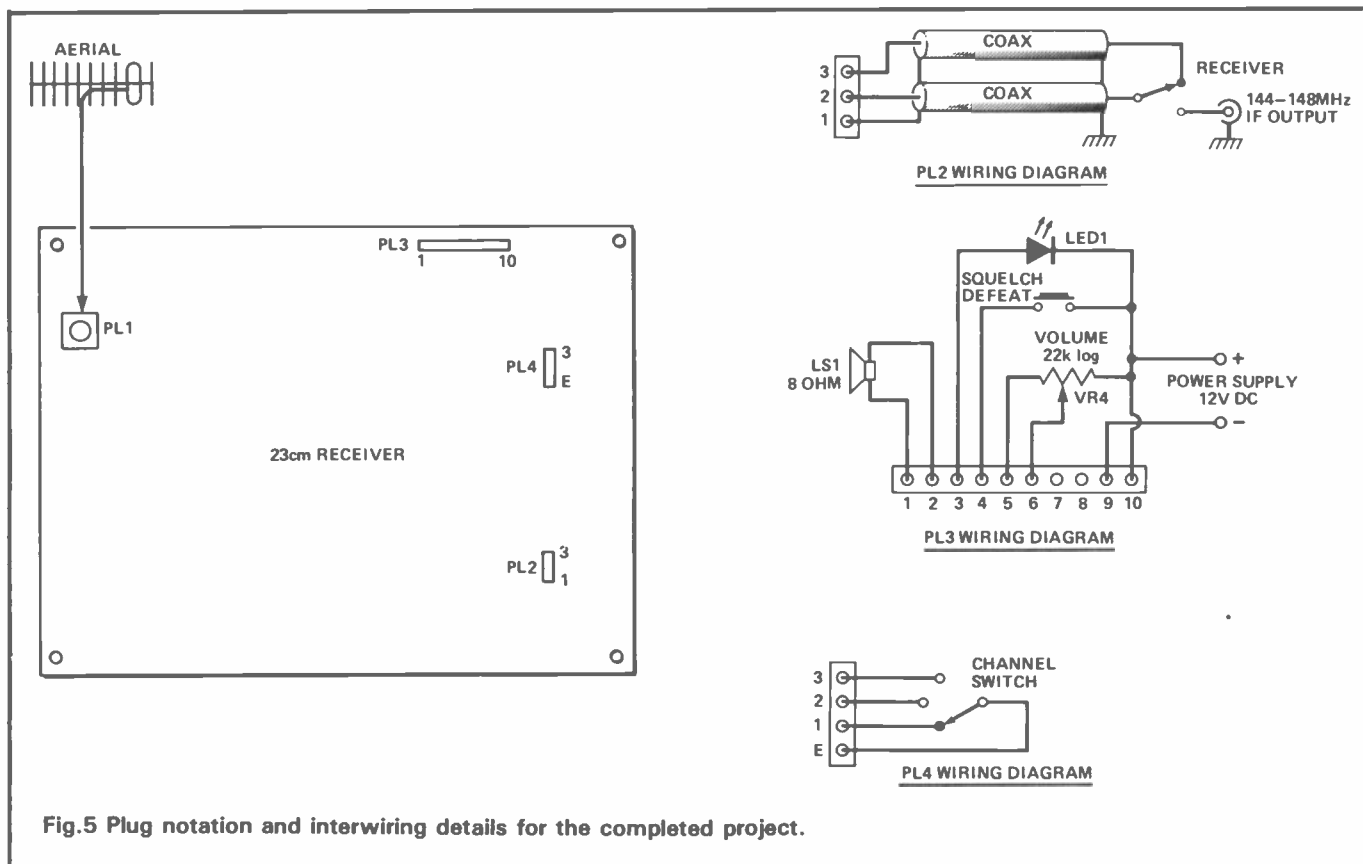 AERIAL
PL1
PL3
1 10
PL4
3
E
23cm RECEIVER
PL2
3
1
COAX
COAX
3
2
1
RECEIVER
144–148MHz
IF OUTPUT
PL2 WIRING DIAGRAM
LED1
SQUELCH
DEFEAT
VOLUME
22k log
VR4
LS1
8 OHM
+
POWER SUPPLY
12V DC
–
1 2 3 4 5 6 7 8 9 10
PL3 WIRING DIAGRAM
3
2
1
E
CHANNEL
SWITCH
PL4 WIRING DIAGRAM
Fig.5 Plug notation and interwiring details for the completed project.